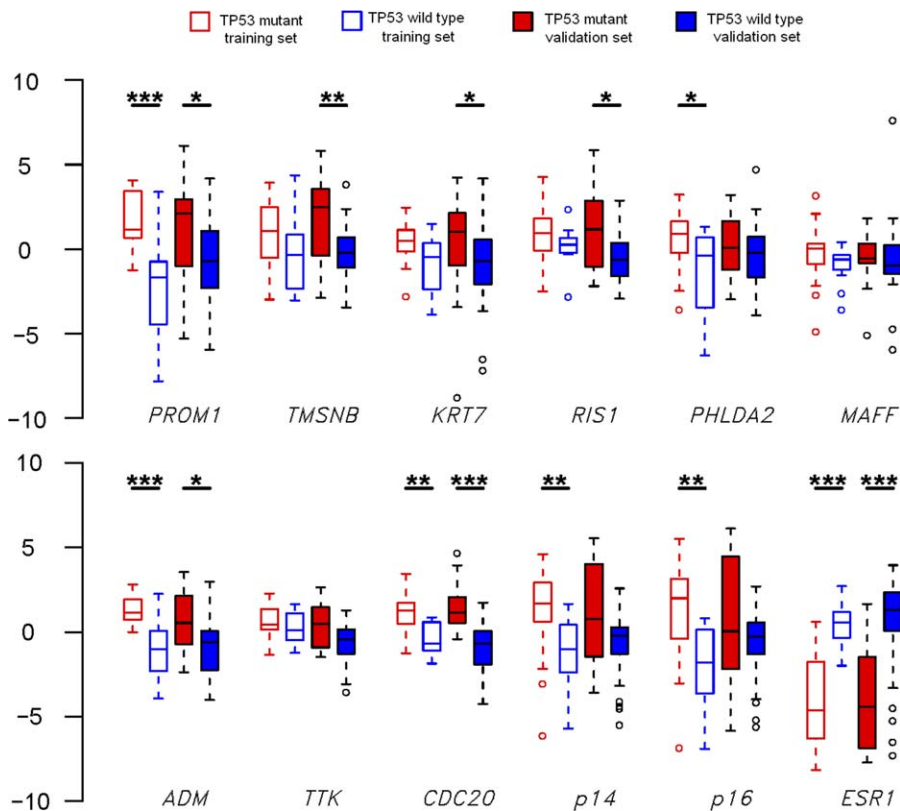 TP53 mutant
training set
TP53 wild type
training set
TP53 mutant
validation set
TP53 wild type
validation set
10
*** * ** * * *
5
0
−5
−10
PROM1 TMSNB KRT7 RIS1 PHLDA2 MAFF
10
*** * ** *** ** ** *** ***
5
0
−5
−10
ADM TTK CDC20 p14 p16 ESR1